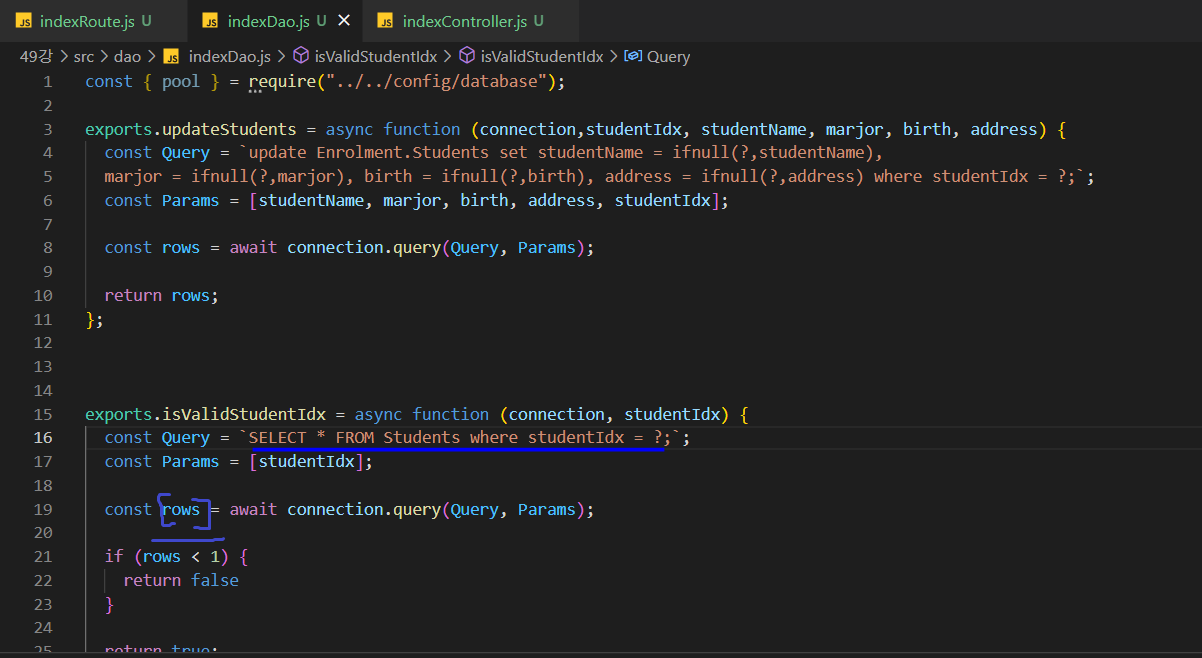 JS indexRoute.js U JS indexDao.js U JS indexController.js U
49강 > src > dao > JS indexDao.js > isValidStudentIdx > isValidStudentIdx > Query
1 const { pool } = require("../../config/database");
2
3 exports.updateStudents = async function (connection,studentIdx, studentName, marjor, birth, address) {
4 const Query = `update Enrolment.Students set studentName = ifnull(?,studentName),
5 marjor = ifnull(?,marjor), birth = ifnull(?,birth), address = ifnull(?,address) where studentIdx = ?;`;
6 const Params = [studentName, marjor, birth, address, studentIdx];
7
8 const rows = await connection.query(Query, Params);
9
10 return rows;
11 };
12
13
14
15 exports.isValidStudentIdx = async function (connection, studentIdx) {
16 const Query = `SELECT * FROM Students where studentIdx = ?;`;
17 const Params = [studentIdx];
18
19 const rows = await connection.query(Query, Params);
20
21 if (rows < 1) {
22 return false
23 }
24
25 return true;